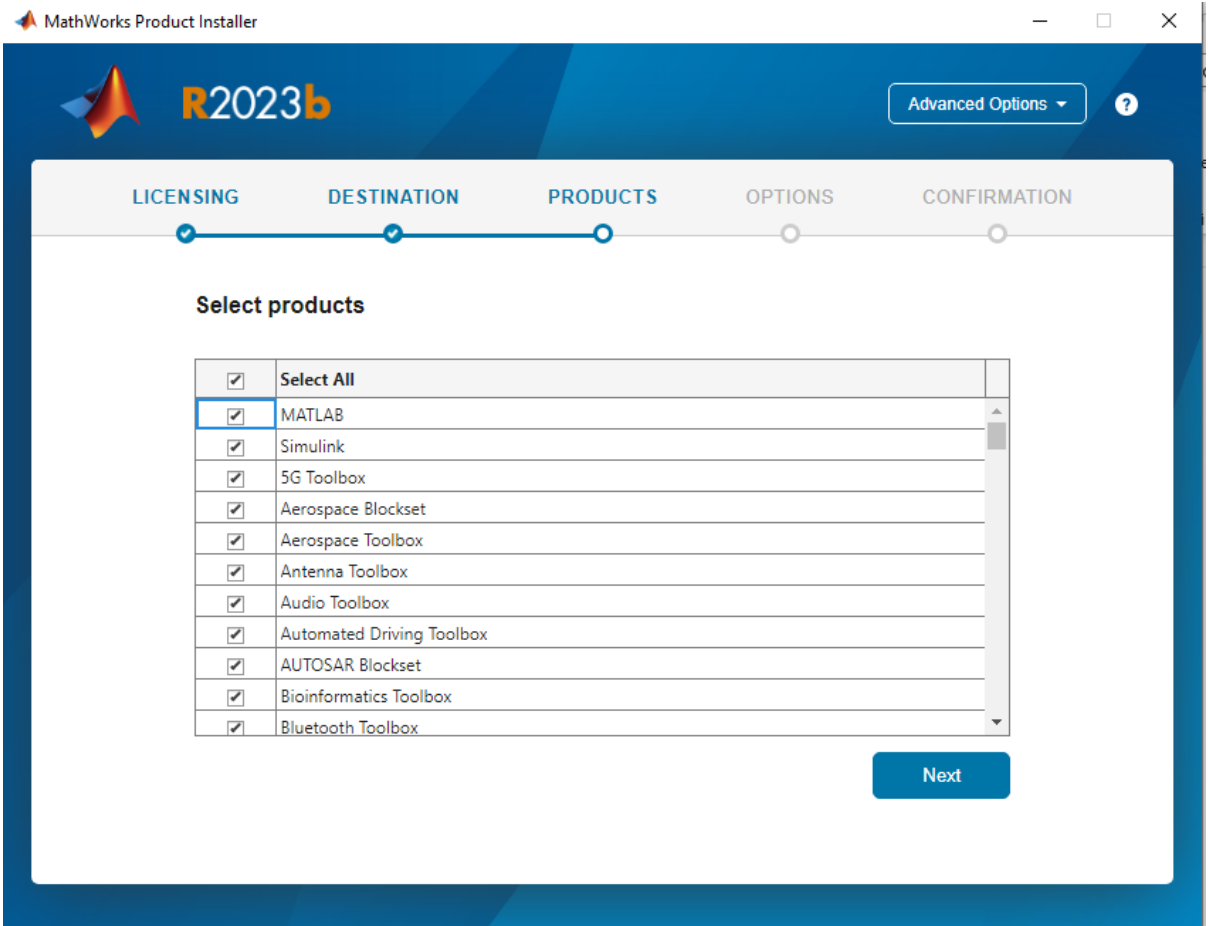 MathWorks Product Installer
R2023b
Advanced Options
?
LICENSING DESTINATION PRODUCTS OPTIONS CONFIRMATION
Select products
Select All
MATLAB
Simulink
5G Toolbox
Aerospace Blockset
Aerospace Toolbox
Antenna Toolbox
Audio Toolbox
Automated Driving Toolbox
AUTOSAR Blockset
Bioinformatics Toolbox
Bluetooth Toolbox
Next